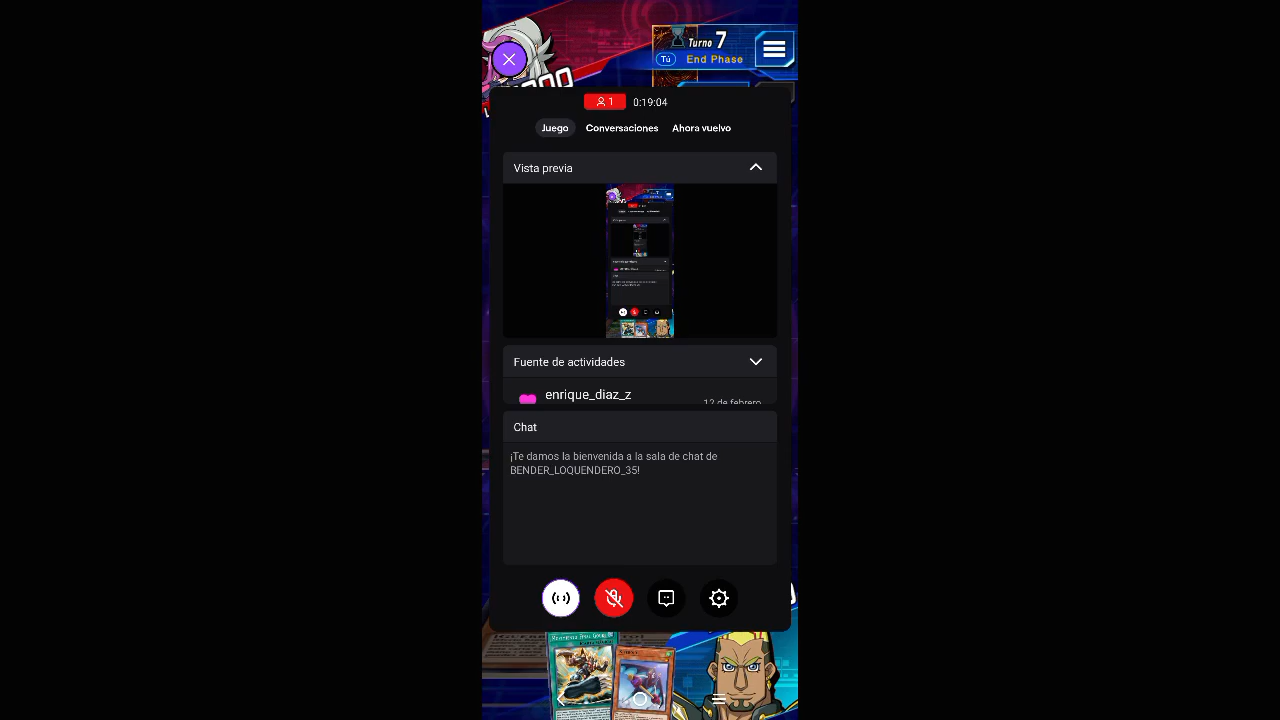 Turno 7
Tú End Phase
1 0:19:04
Juego Conversaciones Ahora vuelvo
Vista previa
Fuente de actividades
enrique_diaz_z
12 de febrero
Chat
¡Te damos la bienvenida a la sala de chat de
BENDER_LOQUENDERO_35!